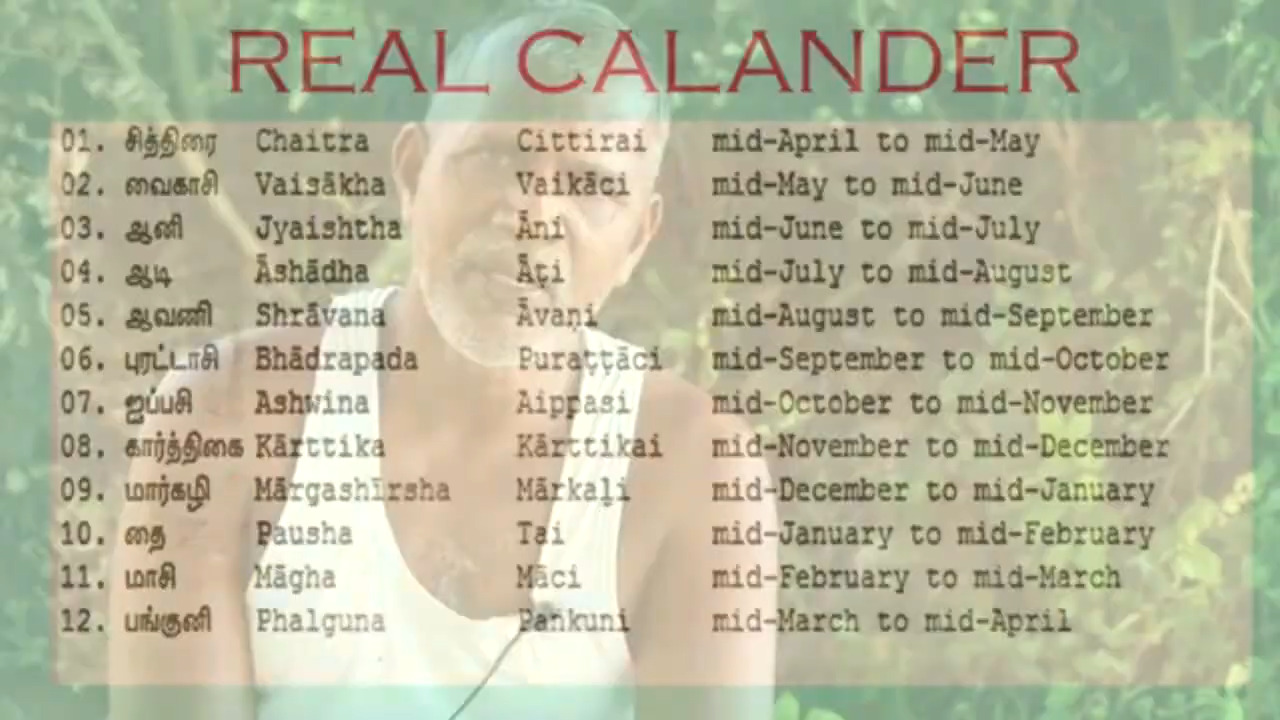 REAL CALANDER
01. சித்திரை Chaitra Cittirai mid-April to mid-May
02. வைகாசி Vaisākha Vaikāci mid-May to mid-June
03. ஆனி Jyaishtha Āni mid-June to mid-July
04. ஆடி Āshādha Āṭi mid-July to mid-August
05. ஆவணி Shrāvana Āvaṇi mid-August to mid-September
06. புரட்டாசி Bhādrapada Puraṭṭāci mid-September to mid-October
07. ஐப்பசி Ashwina Aippasi mid-October to mid-November
08. கார்த்திகை Kārttika Kārttikai mid-November to mid-December
09. மார்கழி Mārgashīrsha Mārkaḷi mid-December to mid-January
10. தை Pausha Tai mid-January to mid-February
11. மாசி Māgha Māci mid-February to mid-March
12. பங்குனி Phalguna Paṅkuni mid-March to mid-April